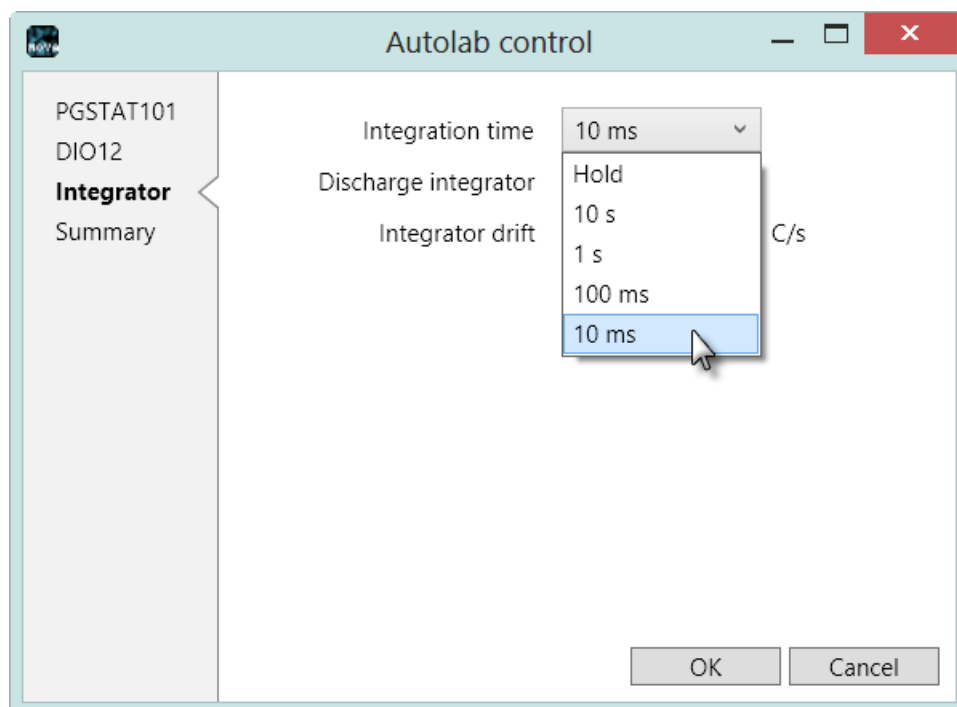 Autolab control
PGSTAT101
DIO12
Integrator
Summary
Integration time
10 ms
Hold
10 s
1 s
100 ms
10 ms
Discharge integrator
Integrator drift
C/s
OK
Cancel